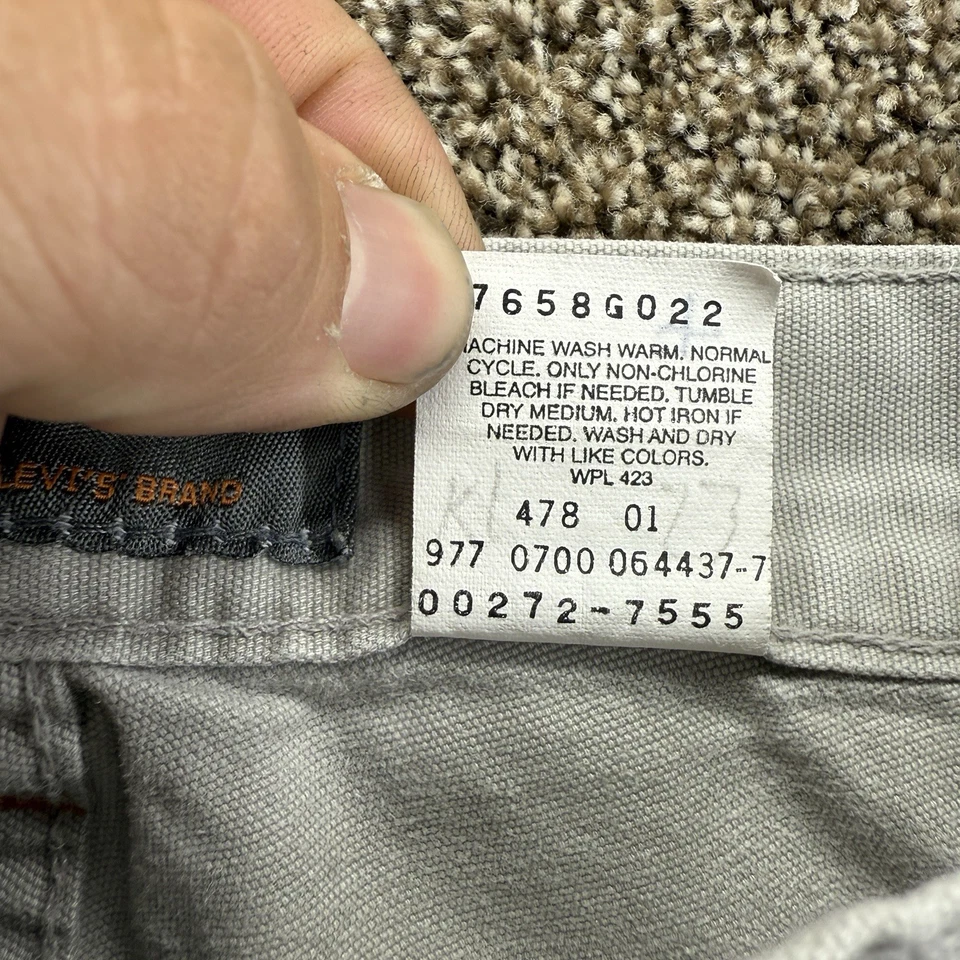 7658G022
MACHINE WASH WARM. NORMAL
CYCLE. ONLY NON-CHLORINE
BLEACH IF NEEDED. TUMBLE
DRY MEDIUM. HOT IRON IF
NEEDED. WASH AND DRY
WITH LIKE COLORS.
WPL 423
478 01
977 0700 064437-7
00272-7555
LEVI'S BRAND